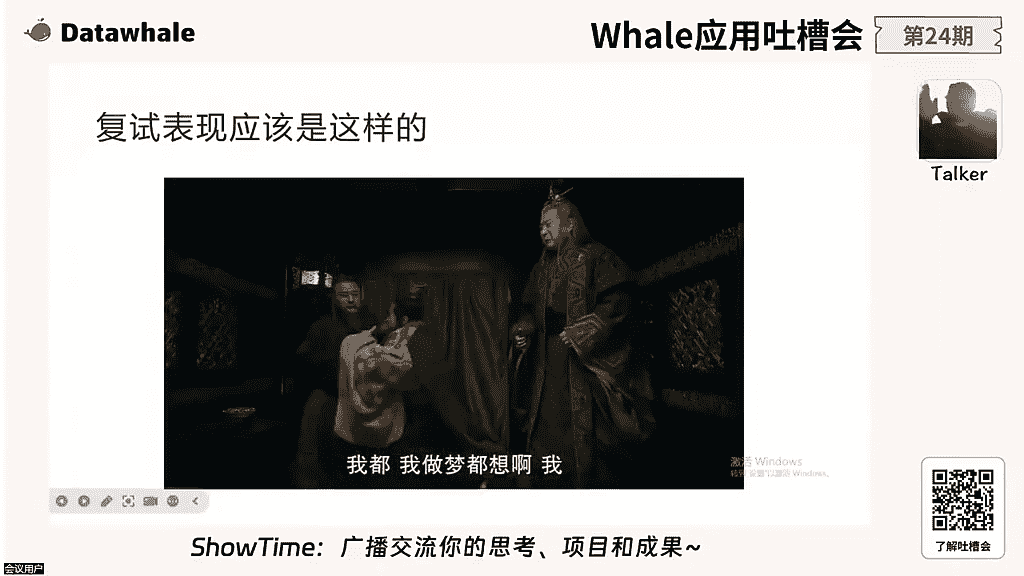 Datawhale
Whale应用吐槽会
第24期
复试表现应该是这样的
Talker
我都 我做梦都想啊 我
激活 Windows
ShowTime: 广播交流你的思考、项目和成果~
了解吐槽会
会议用户